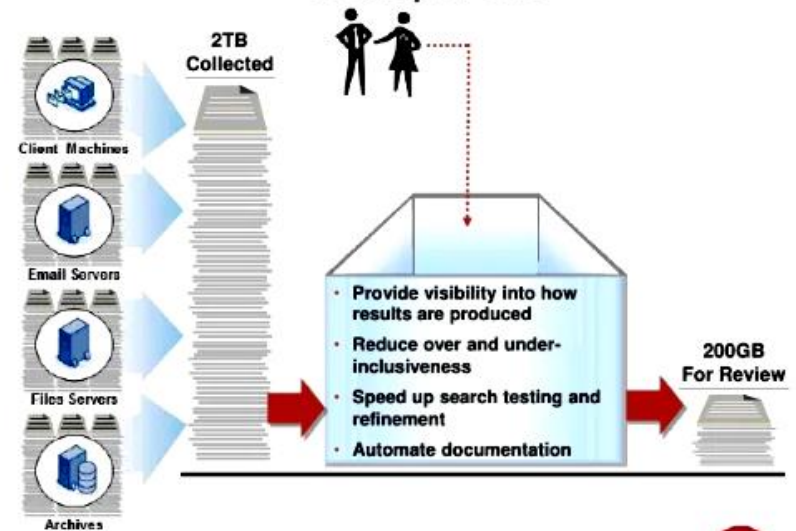 2TB
Collected
Client Machines
Email Servers
Files Servers
Archives
• Provide visibility into how
results are produced
• Reduce over and under-
inclusiveness
• Speed up search testing and
refinement
• Automate documentation
200GB
For Review